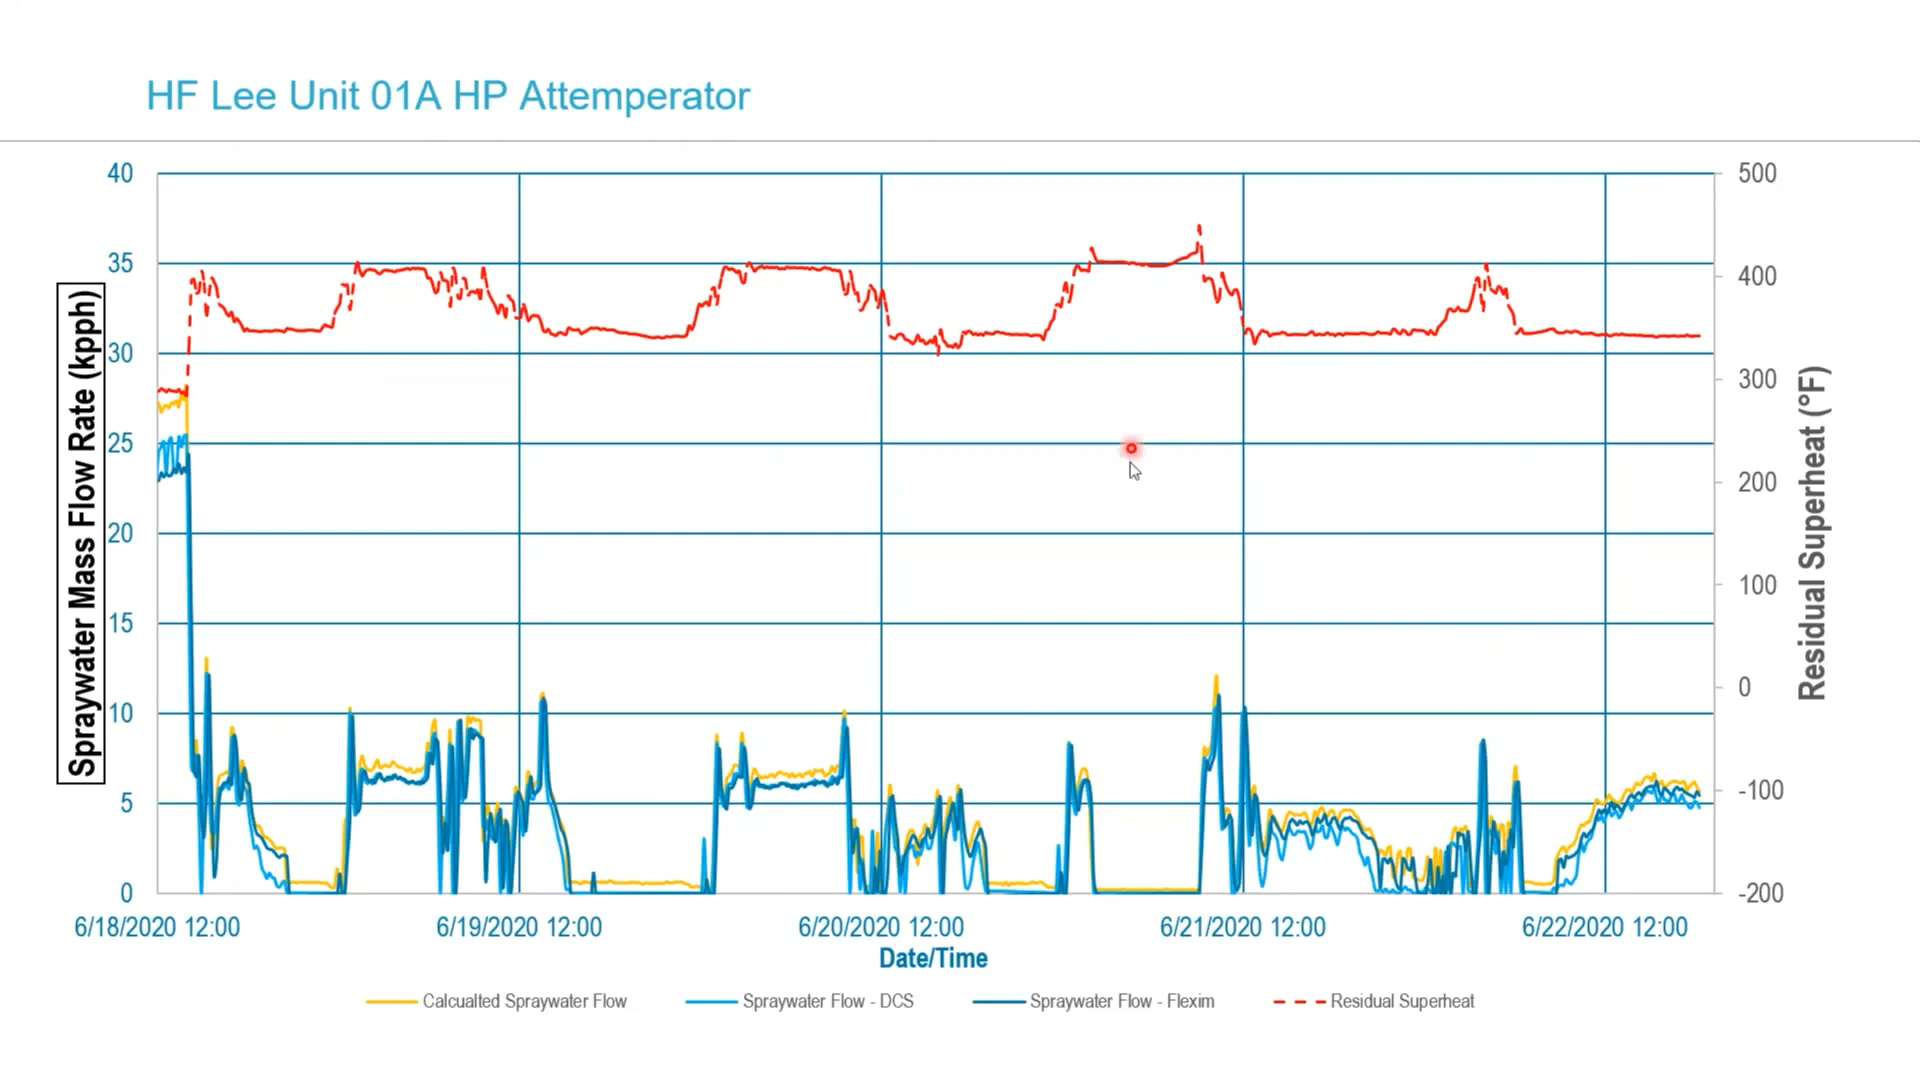 HF Lee Unit 01A HP Attemperator
40
35
30
25
20
15
10
5
0
Spraywater Mass Flow Rate (kpph)
500
400
300
200
100
0
-100
-200
Residual Superheat (°F)
6/18/2020 12:00 6/19/2020 12:00 6/20/2020 12:00 6/21/2020 12:00 6/22/2020 12:00
Date/Time
Calcualted Spraywater Flow Spraywater Flow - DCS Spraywater Flow - Flexim Residual Superheat